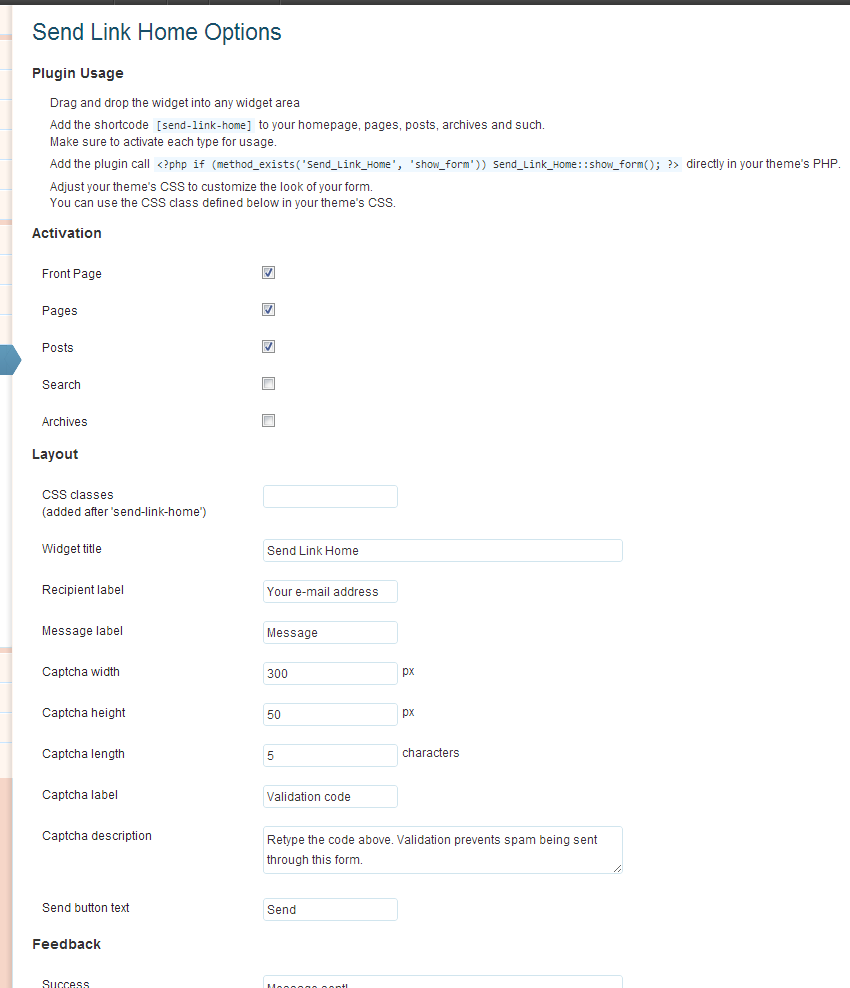 Send Link Home Options
Plugin Usage
Drag and drop the widget into any widget area
Add the shortcode [send-link-home] to your homepage, pages, posts, archives and such.
Make sure to activate each type for usage.
Add the plugin call <?php if (method_exists('Send_Link_Home', 'show_form')) Send_Link_Home::show_form(); ?> directly in your theme's PHP.
Adjust your theme's CSS to customize the look of your form.
You can use the CSS class defined below in your theme's CSS.
Activation
Front Page
Pages
Posts
Search
Archives
Layout
CSS classes
(added after 'send-link-home')
Widget title Send Link Home
Recipient label Your e-mail address
Message label Message
Captcha width 300 px
Captcha height 50 px
Captcha length 5 characters
Captcha label Validation code
Captcha description Retype the code above. Validation prevents spam being sent
through this form.
Send button text Send
Feedback
Success Message sent!